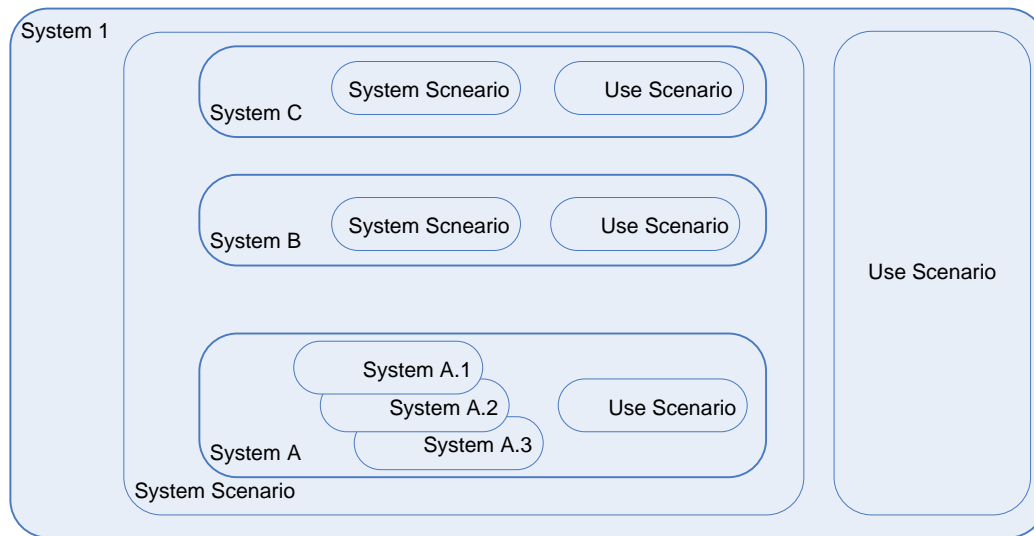 System 1
System Scneario
Use Scenario
System C
System Scneario
Use Scenario
System B
Use Scenario
System A.1
System A.2
Use Scenario
System A.3
System A
System Scenario